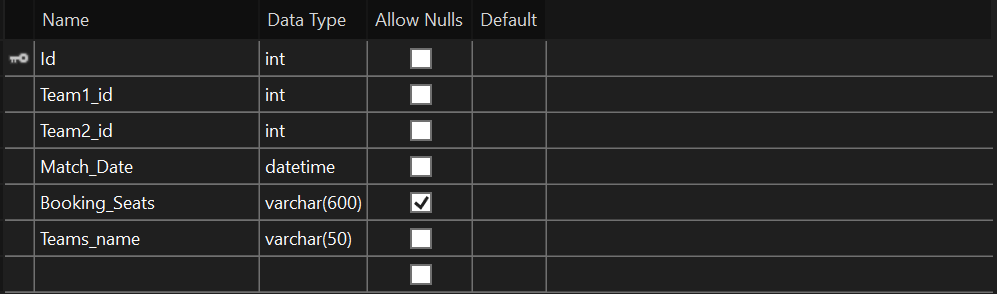 Name Data Type Allow Nulls Default
Id int
Team1_id int
Team2_id int
Match_Date datetime
Booking_Seats varchar(600)
Teams_name varchar(50)